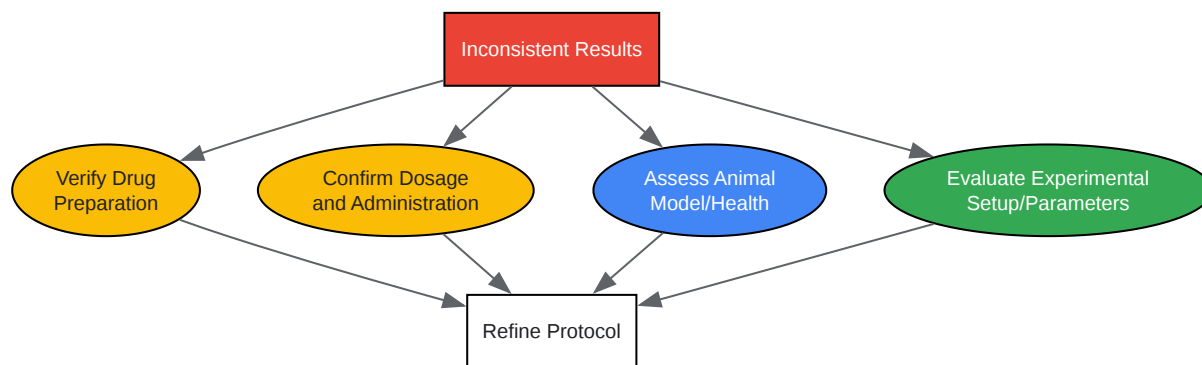 Inconsistent Results
Verify Drug
Preparation
Confirm Dosage
and Administration
Assess Animal
Model/Health
Evaluate Experimental
Setup/Parameters
Refine Protocol